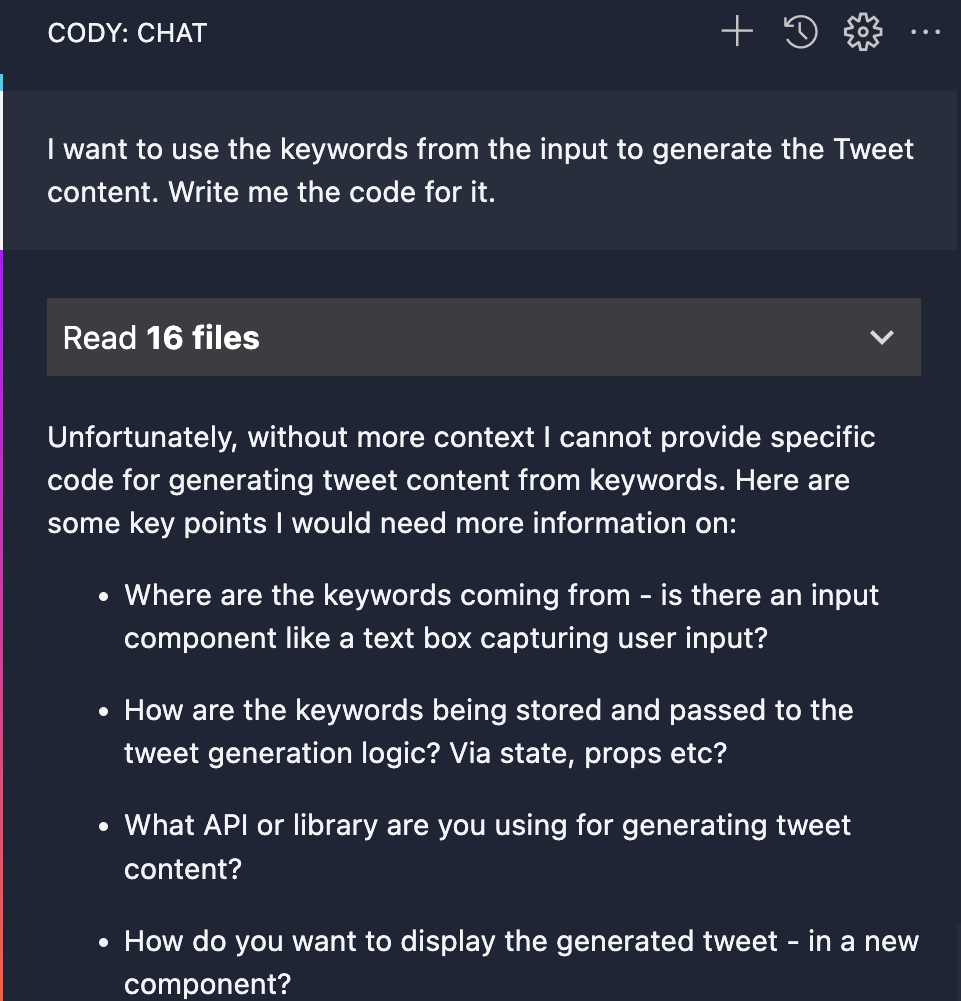 CODY: CHAT
I want to use the keywords from the input to generate the Tweet
content. Write me the code for it.
Read 16 files
Unfortunately, without more context I cannot provide specific
code for generating tweet content from keywords. Here are
some key points I would need more information on:
• Where are the keywords coming from - is there an input
component like a text box capturing user input?
• How are the keywords being stored and passed to the
tweet generation logic? Via state, props etc?
• What API or library are you using for generating tweet
content?
• How do you want to display the generated tweet - in a new
component?